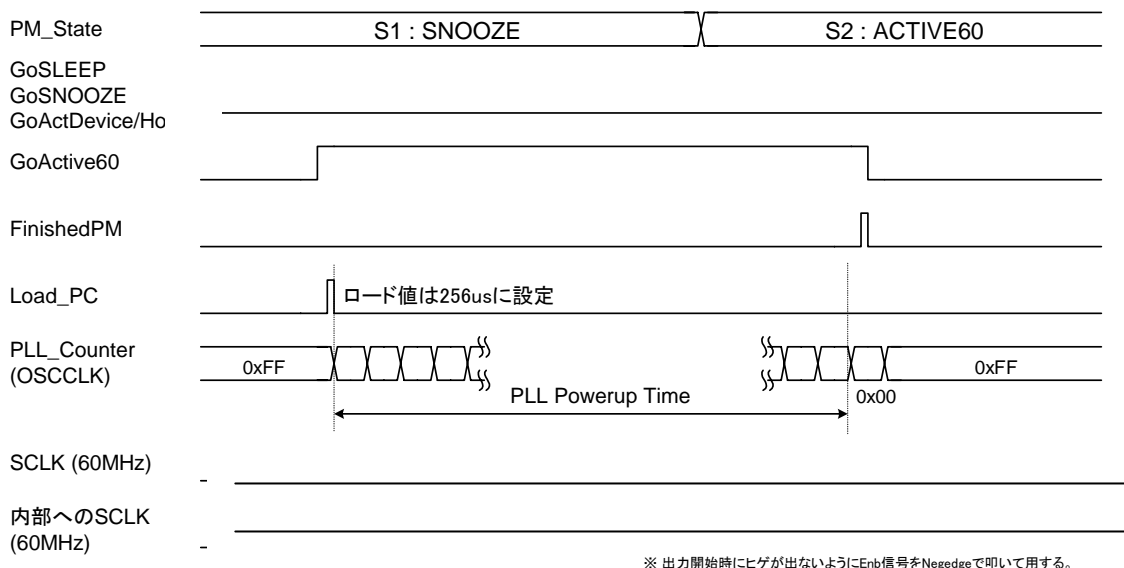 PM_State
S1 : SNOOZE
S2 : ACTIVE60
GoSLEEP
GoSNOOZE
GoActDevice/Ho
GoActive60
FinishedPM
Load_PC
ロード値は256usに設定
PLL_Counter
(OSCCLK)
0xFF
0xFF
PLL Powerup Time
0x00
SCLK (60MHz)
内部へのSCLK
(60MHz)
※ 出力開始時にヒゲが出ないようにEnb信号をNegedgeで叩いて用する。